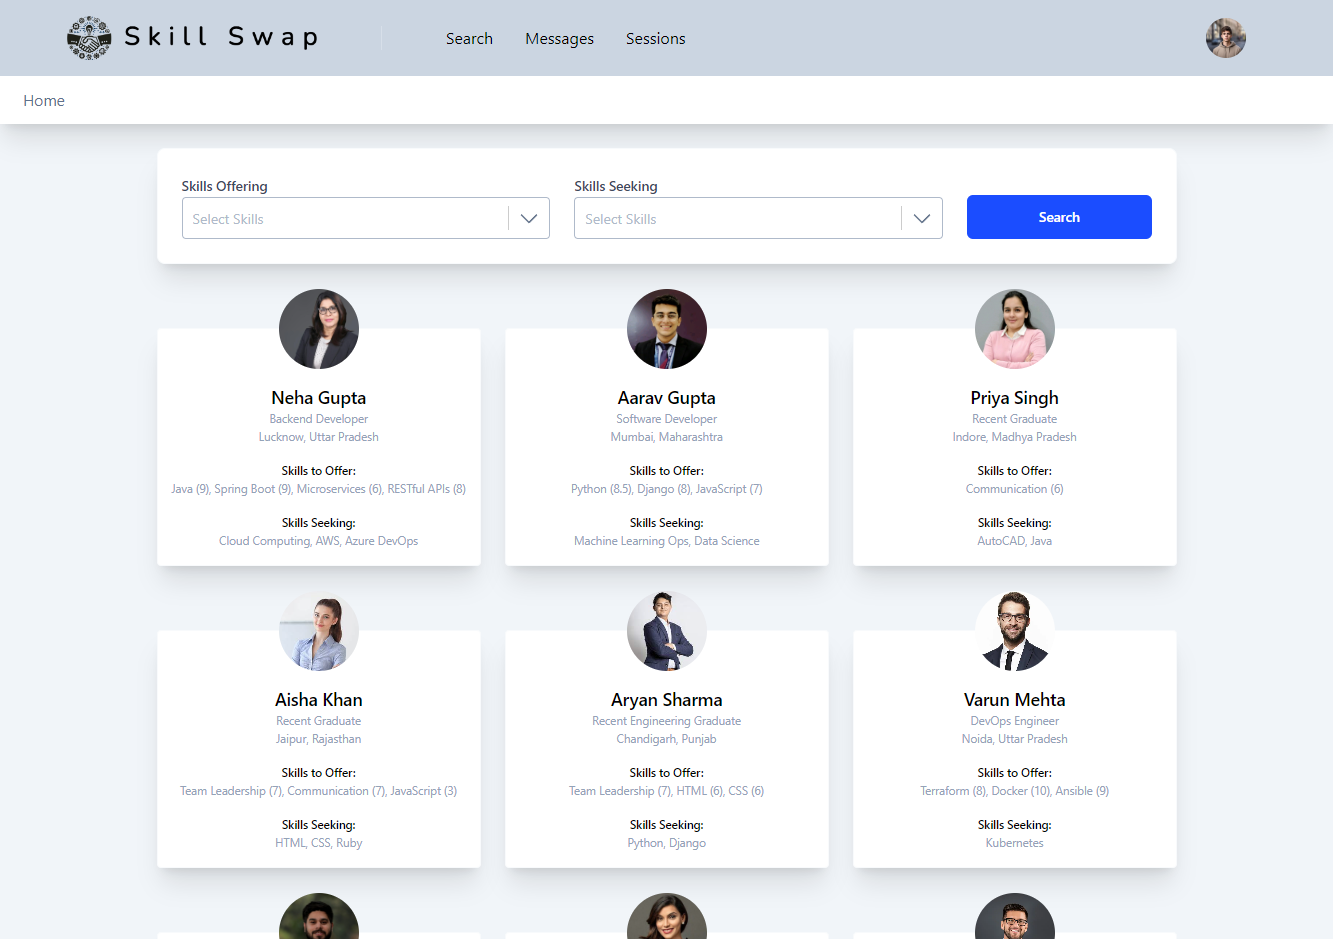 Skill Swap
Search Messages Sessions
Home
Skills Offering
Select Skills
Skills Seeking
Select Skills
Search
Neha Gupta
Backend Developer
Lucknow, Uttar Pradesh
Skills to Offer:
Java (9), Spring Boot (9), Microservices (6), RESTful APIs (8)
Skills Seeking:
Cloud Computing, AWS, Azure DevOps
Aarav Gupta
Software Developer
Mumbai, Maharashtra
Skills to Offer:
Python (8.5), Django (8), JavaScript (7)
Skills Seeking:
Machine Learning Ops, Data Science
Priya Singh
Recent Graduate
Indore, Madhya Pradesh
Skills to Offer:
Communication (6)
Skills Seeking:
AutoCAD, Java
Aisha Khan
Recent Graduate
Jaipur, Rajasthan
Skills to Offer:
Team Leadership (7), Communication (7), JavaScript (3)
Skills Seeking:
HTML, CSS, Ruby
Aryan Sharma
Recent Engineering Graduate
Chandigarh, Punjab
Skills to Offer:
Team Leadership (7), HTML (6), CSS (6)
Skills Seeking:
Python, Django
Varun Mehta
DevOps Engineer
Noida, Uttar Pradesh
Skills to Offer:
Terraform (8), Docker (10), Ansible (9)
Skills Seeking:
Kubernetes